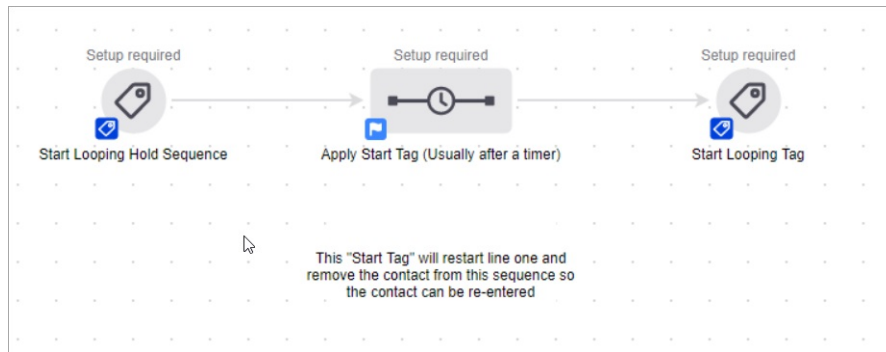 Setup required
Setup required
Setup required
Start Looping Hold Sequence
Apply Start Tag (Usually after a timer)
Start Looping Tag
This "Start Tag" will restart line one and
remove the contact from this sequence so
the contact can be re-entered